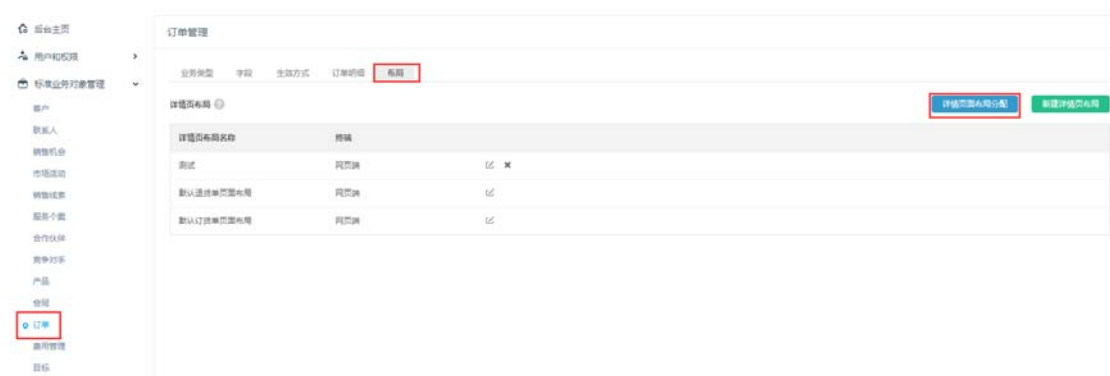 后台主页
用户和权限
标准业务对象管理
客户
联系人
销售机会
市场活动
销售线索
服务个案
合作伙伴
竞争对手
产品
合同
订单
费用管理
目标
订单管理
业务类型 字段 生效方式 订单明细 布局
详情页布局
详情页面布局分配 新建详情页布局
详情页布局名称 终端
测试 网页端
默认退货单页面布局 网页端
默认订货单页面布局 网页端